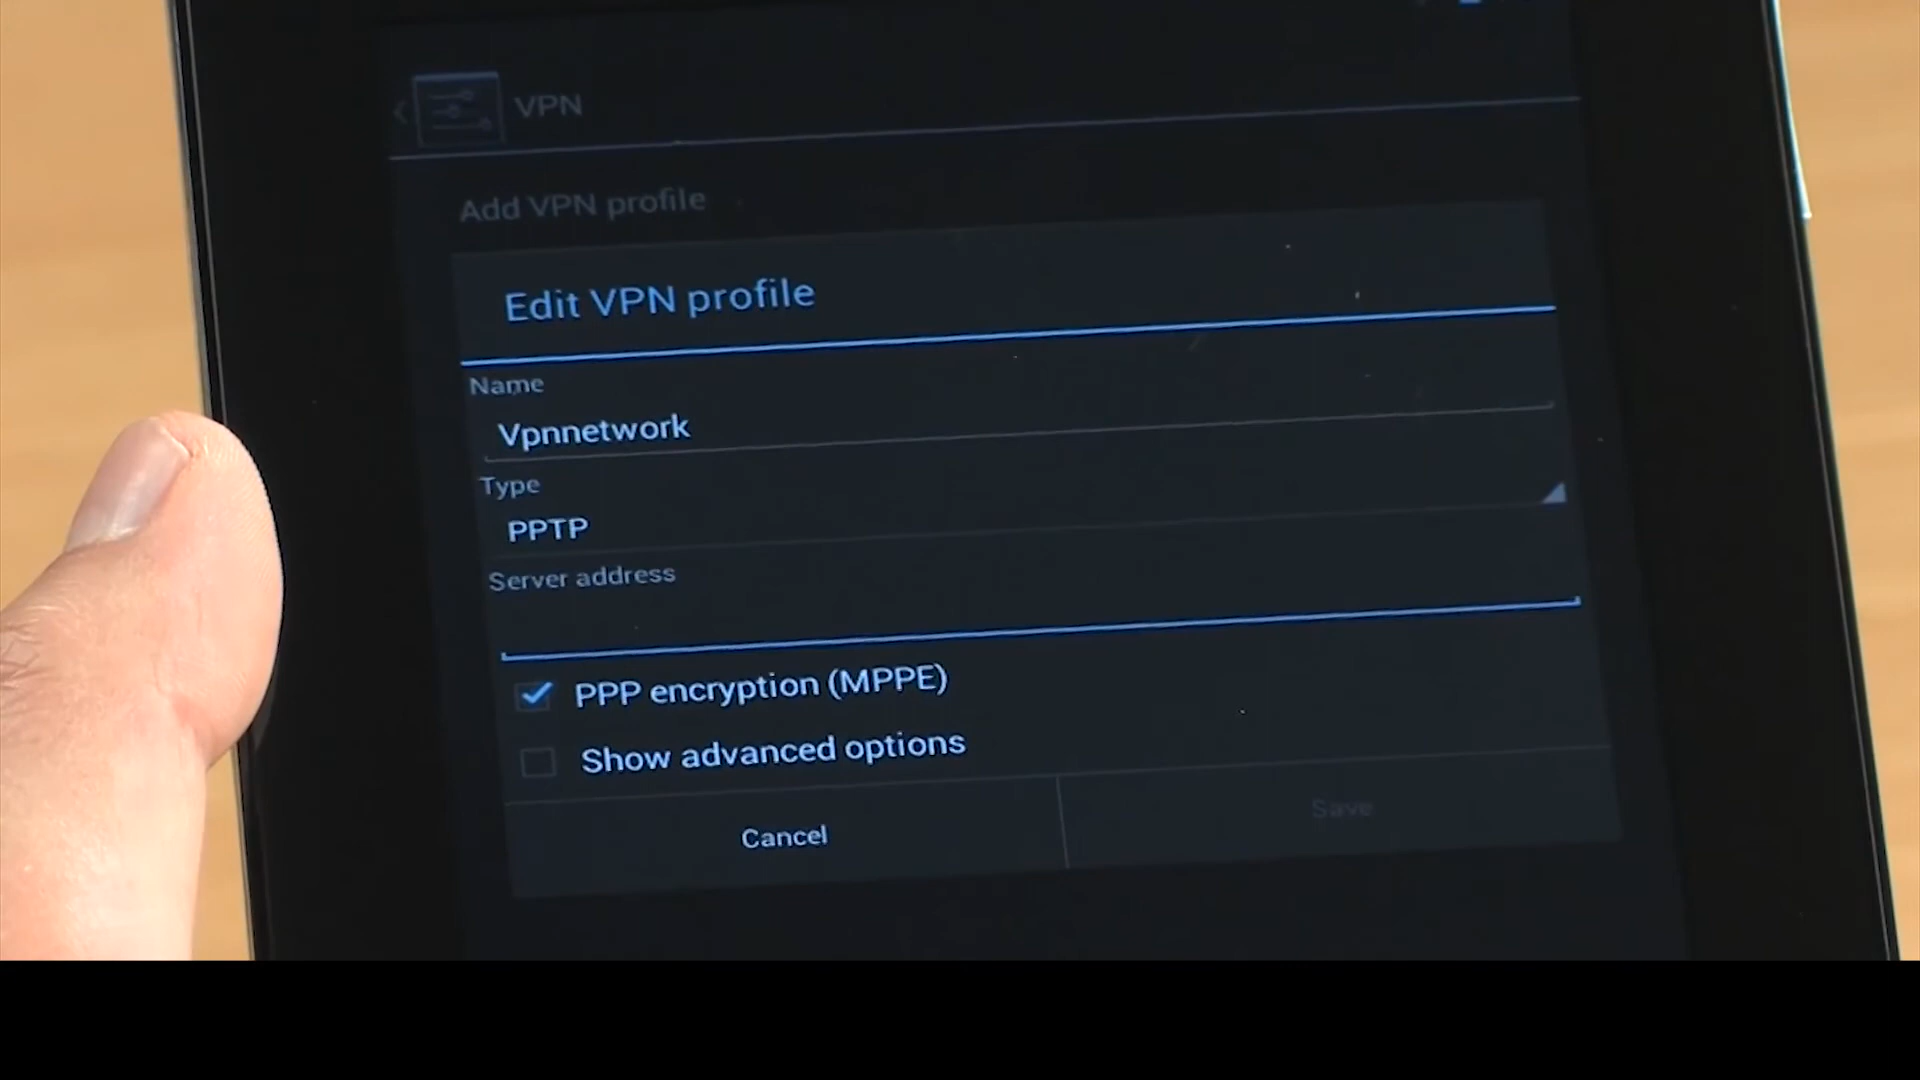 VPN
Add VPN profile
Edit VPN profile
Name
Vpnnetwork
Type
PPTP
Server address
PPP encryption (MPPE)
Show advanced options
Cancel
Save